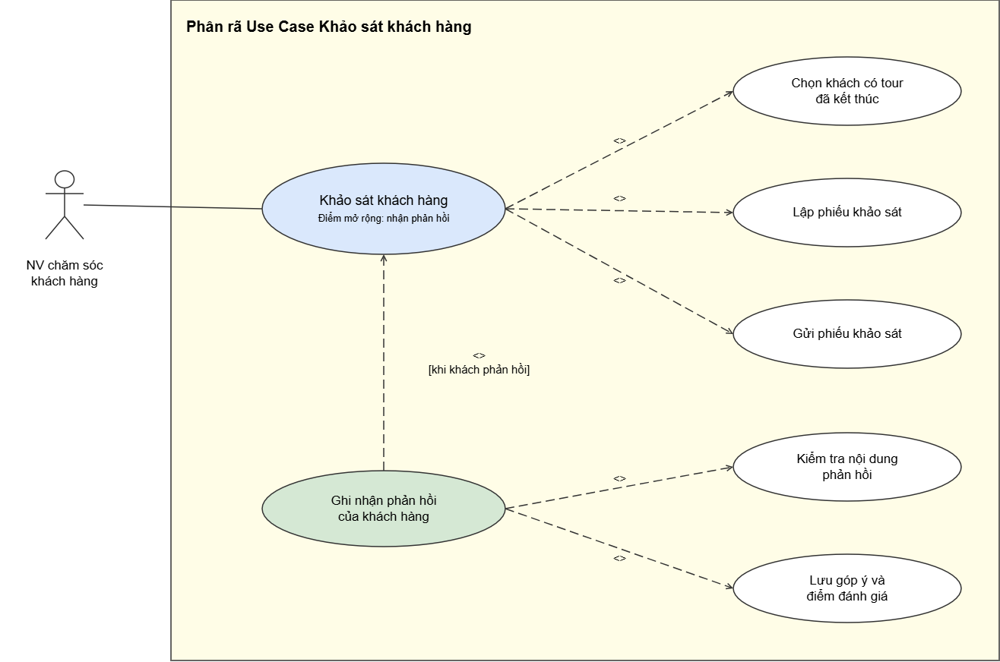 Phân rã Use Case Khảo sát khách hàng
Chọn khách có tour
đã kết thúc
<>
Khảo sát khách hàng
Điểm mở rộng: nhận phản hồi
<>
Lập phiếu khảo sát
NV chăm sóc
khách hàng
<>
Gửi phiếu khảo sát
<>
[khi khách phản hồi]
Kiểm tra nội dung
phản hồi
<>
Ghi nhận phản hồi
của khách hàng
<>
Lưu góp ý và
điểm đánh giá